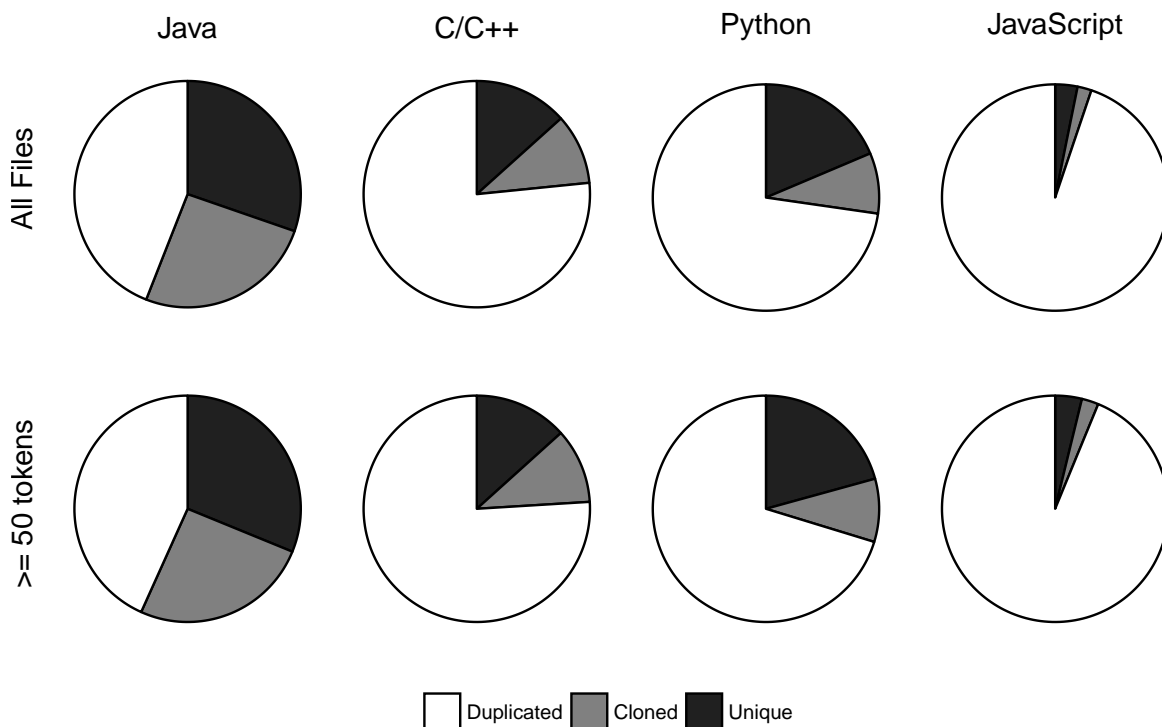 Java C/C++ Python JavaScript
All Files
>= 50 tokens
Duplicated Cloned Unique